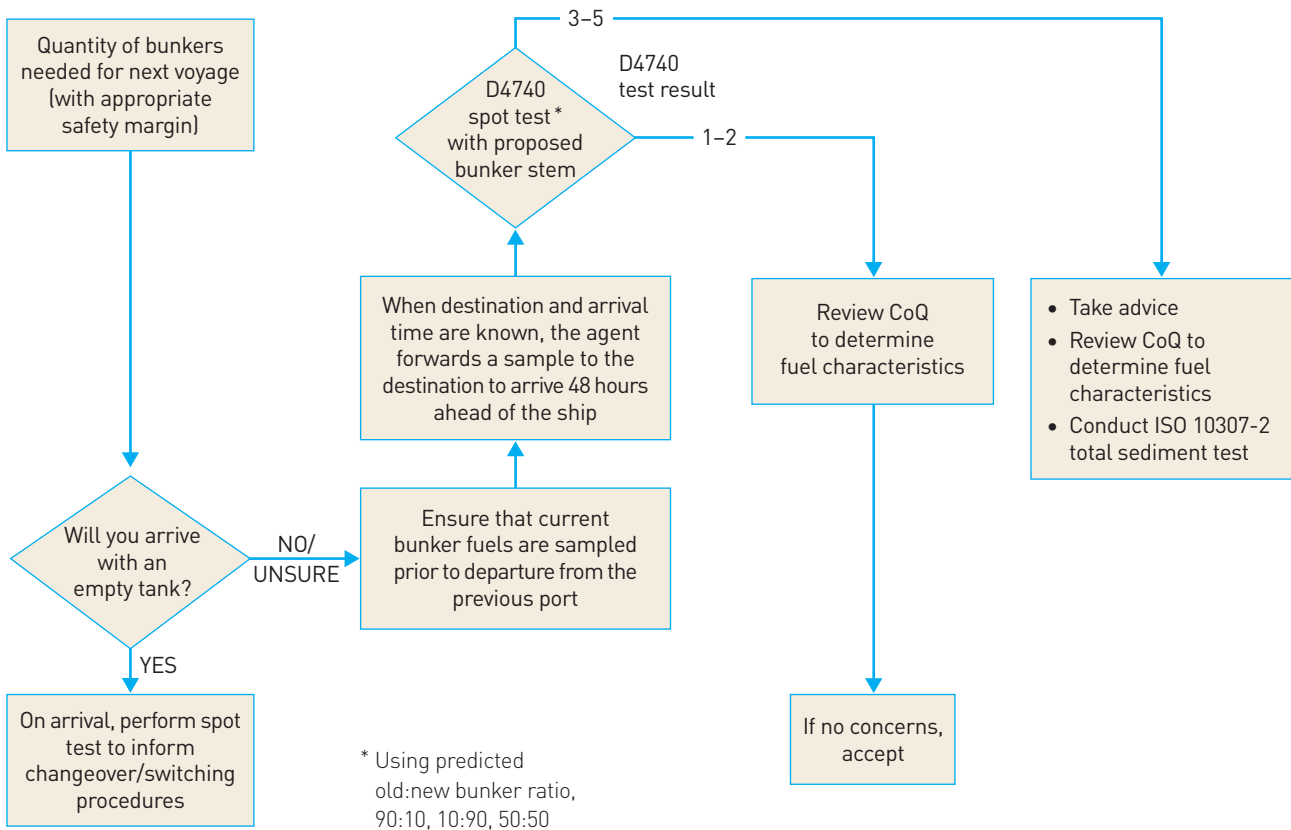 Quantity of bunkers
needed for next voyage
(with appropriate
safety margin)
Will you arrive
with an
empty tank?
YES
On arrival, perform spot
test to inform
changeover/switching
procedures
NO/
UNSURE
Ensure that current
bunker fuels are sampled
prior to departure from the
previous port
When destination and arrival
time are known, the agent
forwards a sample to the
destination to arrive 48 hours
ahead of the ship
D4740
spot test *
with proposed
bunker stem
D4740
test result
1–2
Review CoQ
to determine
fuel characteristics
If no concerns,
accept
3–5
• Take advice
• Review CoQ to
determine fuel
characteristics
• Conduct ISO 10307-2
total sediment test
* Using predicted
old:new bunker ratio,
90:10, 10:90, 50:50